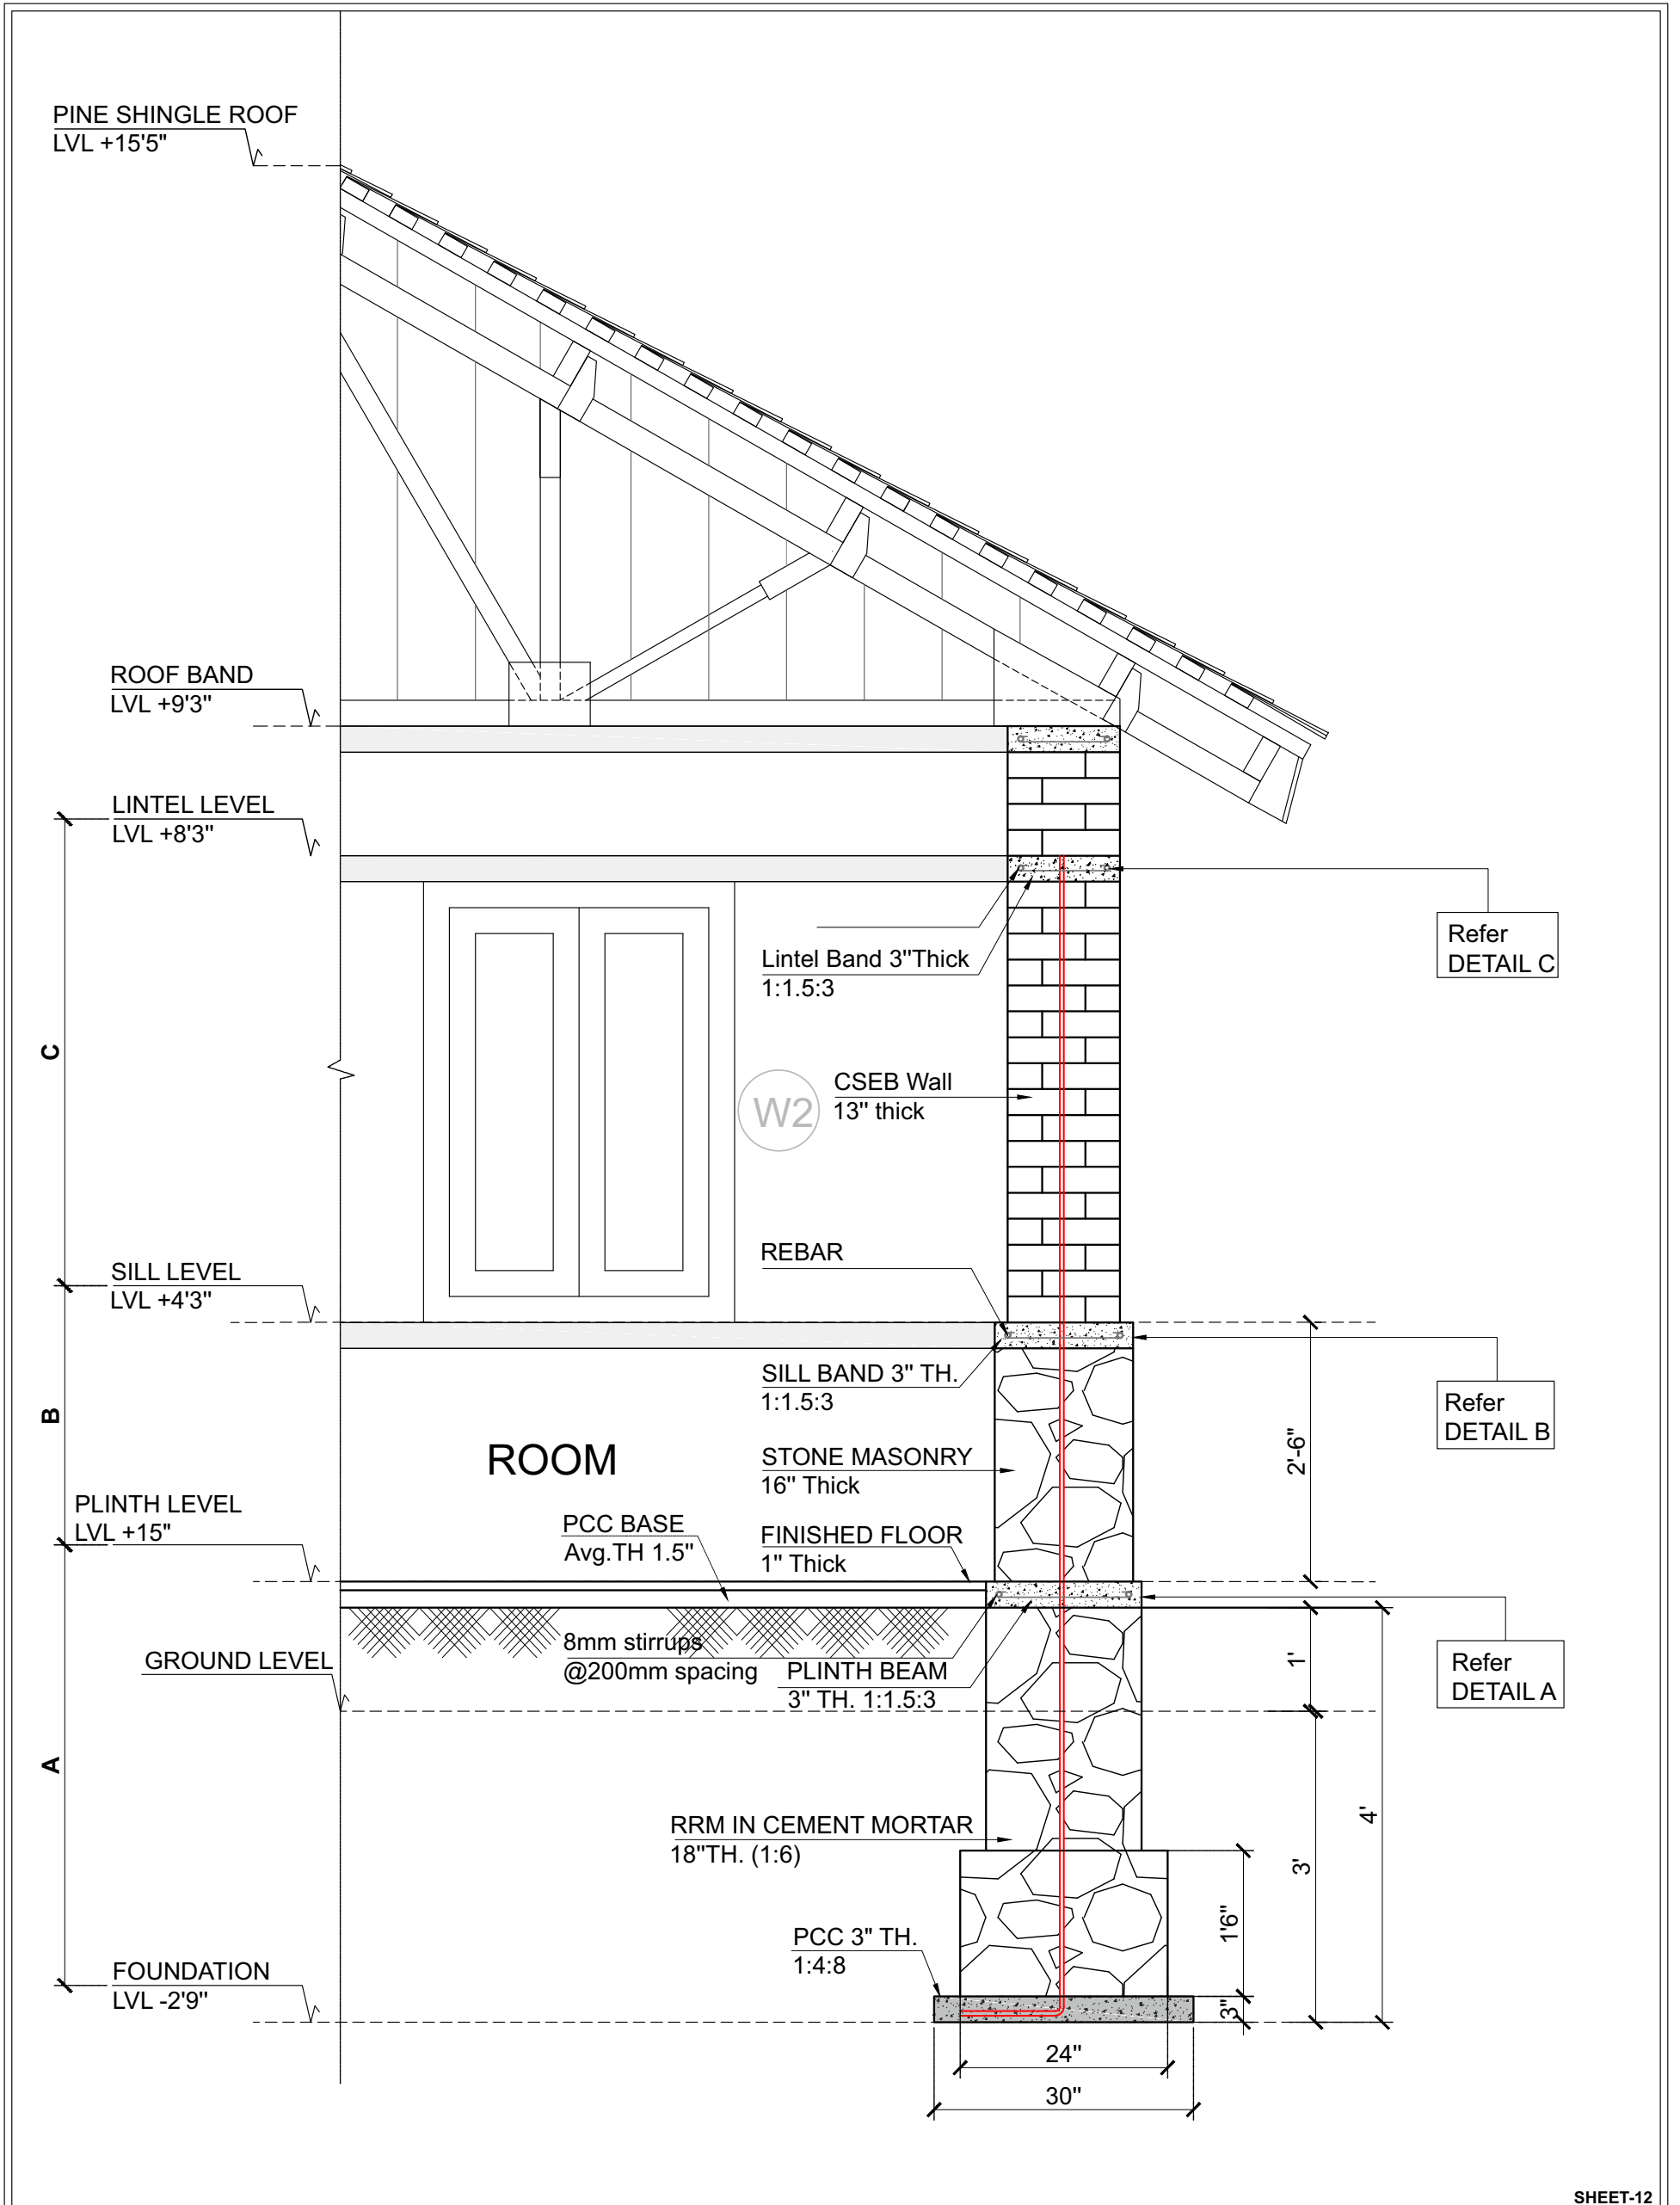 PINE SHINGLE ROOF
LVL +15'5"
ROOF BAND
LVL +9'3"
LINTEL LEVEL
LVL +8'3"
Refer
DETAIL C
Lintel Band 3"Thick
1:1.5:3
C
CSEB Wall
13" thick
W2
REBAR
SILL LEVEL
LVL +4'3"
SILL BAND 3" TH.
1:1.5:3
Refer
DETAIL B
B
ROOM
STONE MASONRY
16" Thick
2'-6"
PLINTH LEVEL
LVL +15"
PCC BASE
Avg.TH 1.5"
FINISHED FLOOR
1" Thick
8mm stirrups
@200mm spacing
PLINTH BEAM
3" TH. 1:1.5:3
1'
Refer
DETAIL A
GROUND LEVEL
A
RRM IN CEMENT MORTAR
18"TH. (1:6)
4'
3'
1'6"
PCC 3" TH.
1:4:8
FOUNDATION
LVL -2'9"
3"
24"
30"
SHEET-12